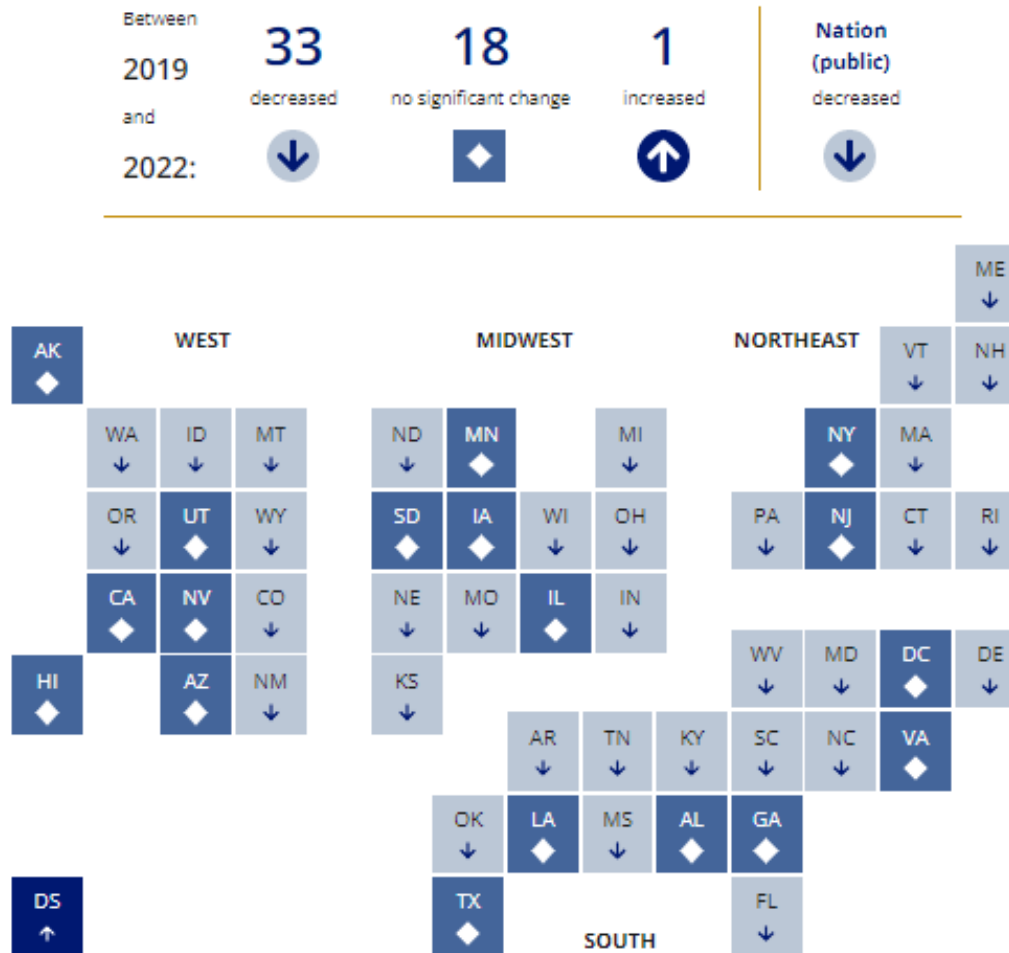 Between
2019
and
2022:
33
decreased
18
no significant change
1
increased
Nation
(public)
decreased
ME
AK
WEST
MIDWEST
NORTHEAST
VT
NH
WA
ID
MT
ND
MN
MI
NY
MA
OR
UT
WY
SD
IA
WI
OH
PA
NJ
CT
RI
CA
NV
CO
NE
MO
IL
IN
HI
AZ
NM
KS
WV
MD
DC
DE
AR
TN
KY
SC
NC
VA
OK
LA
MS
AL
GA
DS
TX
SOUTH
FL